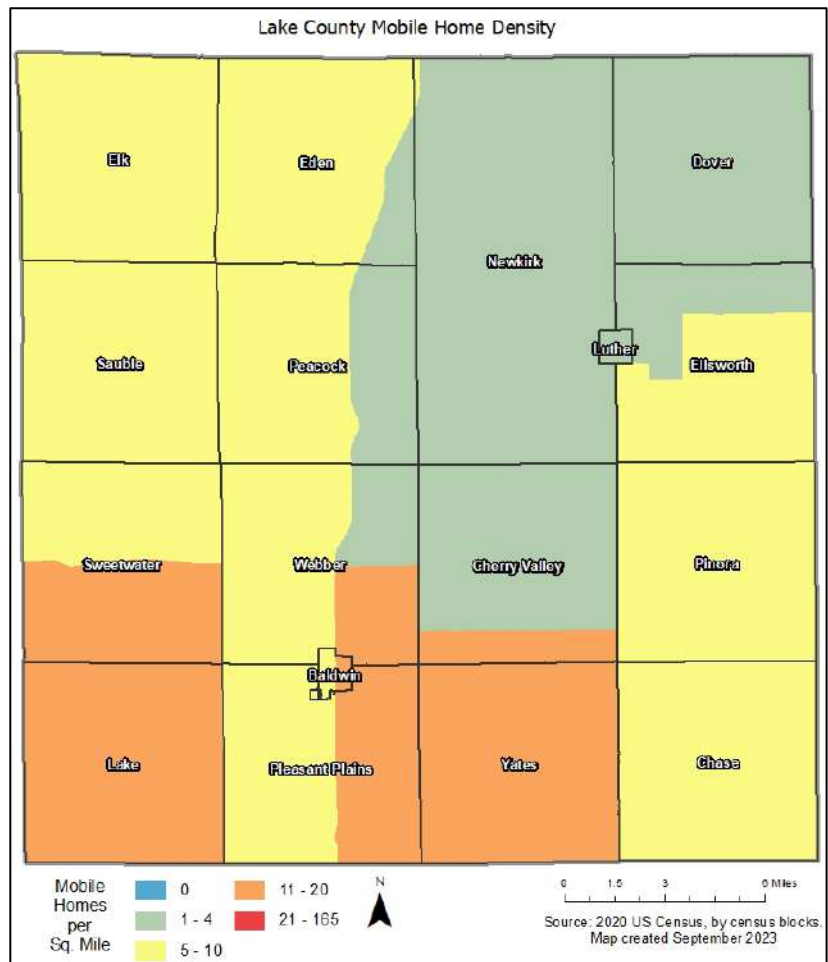 Lake County Mobile Home Density
Elk
Eden
Dover
Newkirk
Sauble
Peacock
Luther
Ellsworth
Sweetwater
Webber
Cherry Valley
Pinora
Baldwin
Lake
Pleasant Plains
Yates
Chase
Mobile
Homes
per
Sq. Mile
0
1 - 4
5 - 10
11 - 20
21 - 165
N
0 1.5 3 6 Miles
Source: 2020 US Census, by census blocks.
Map created September 2023